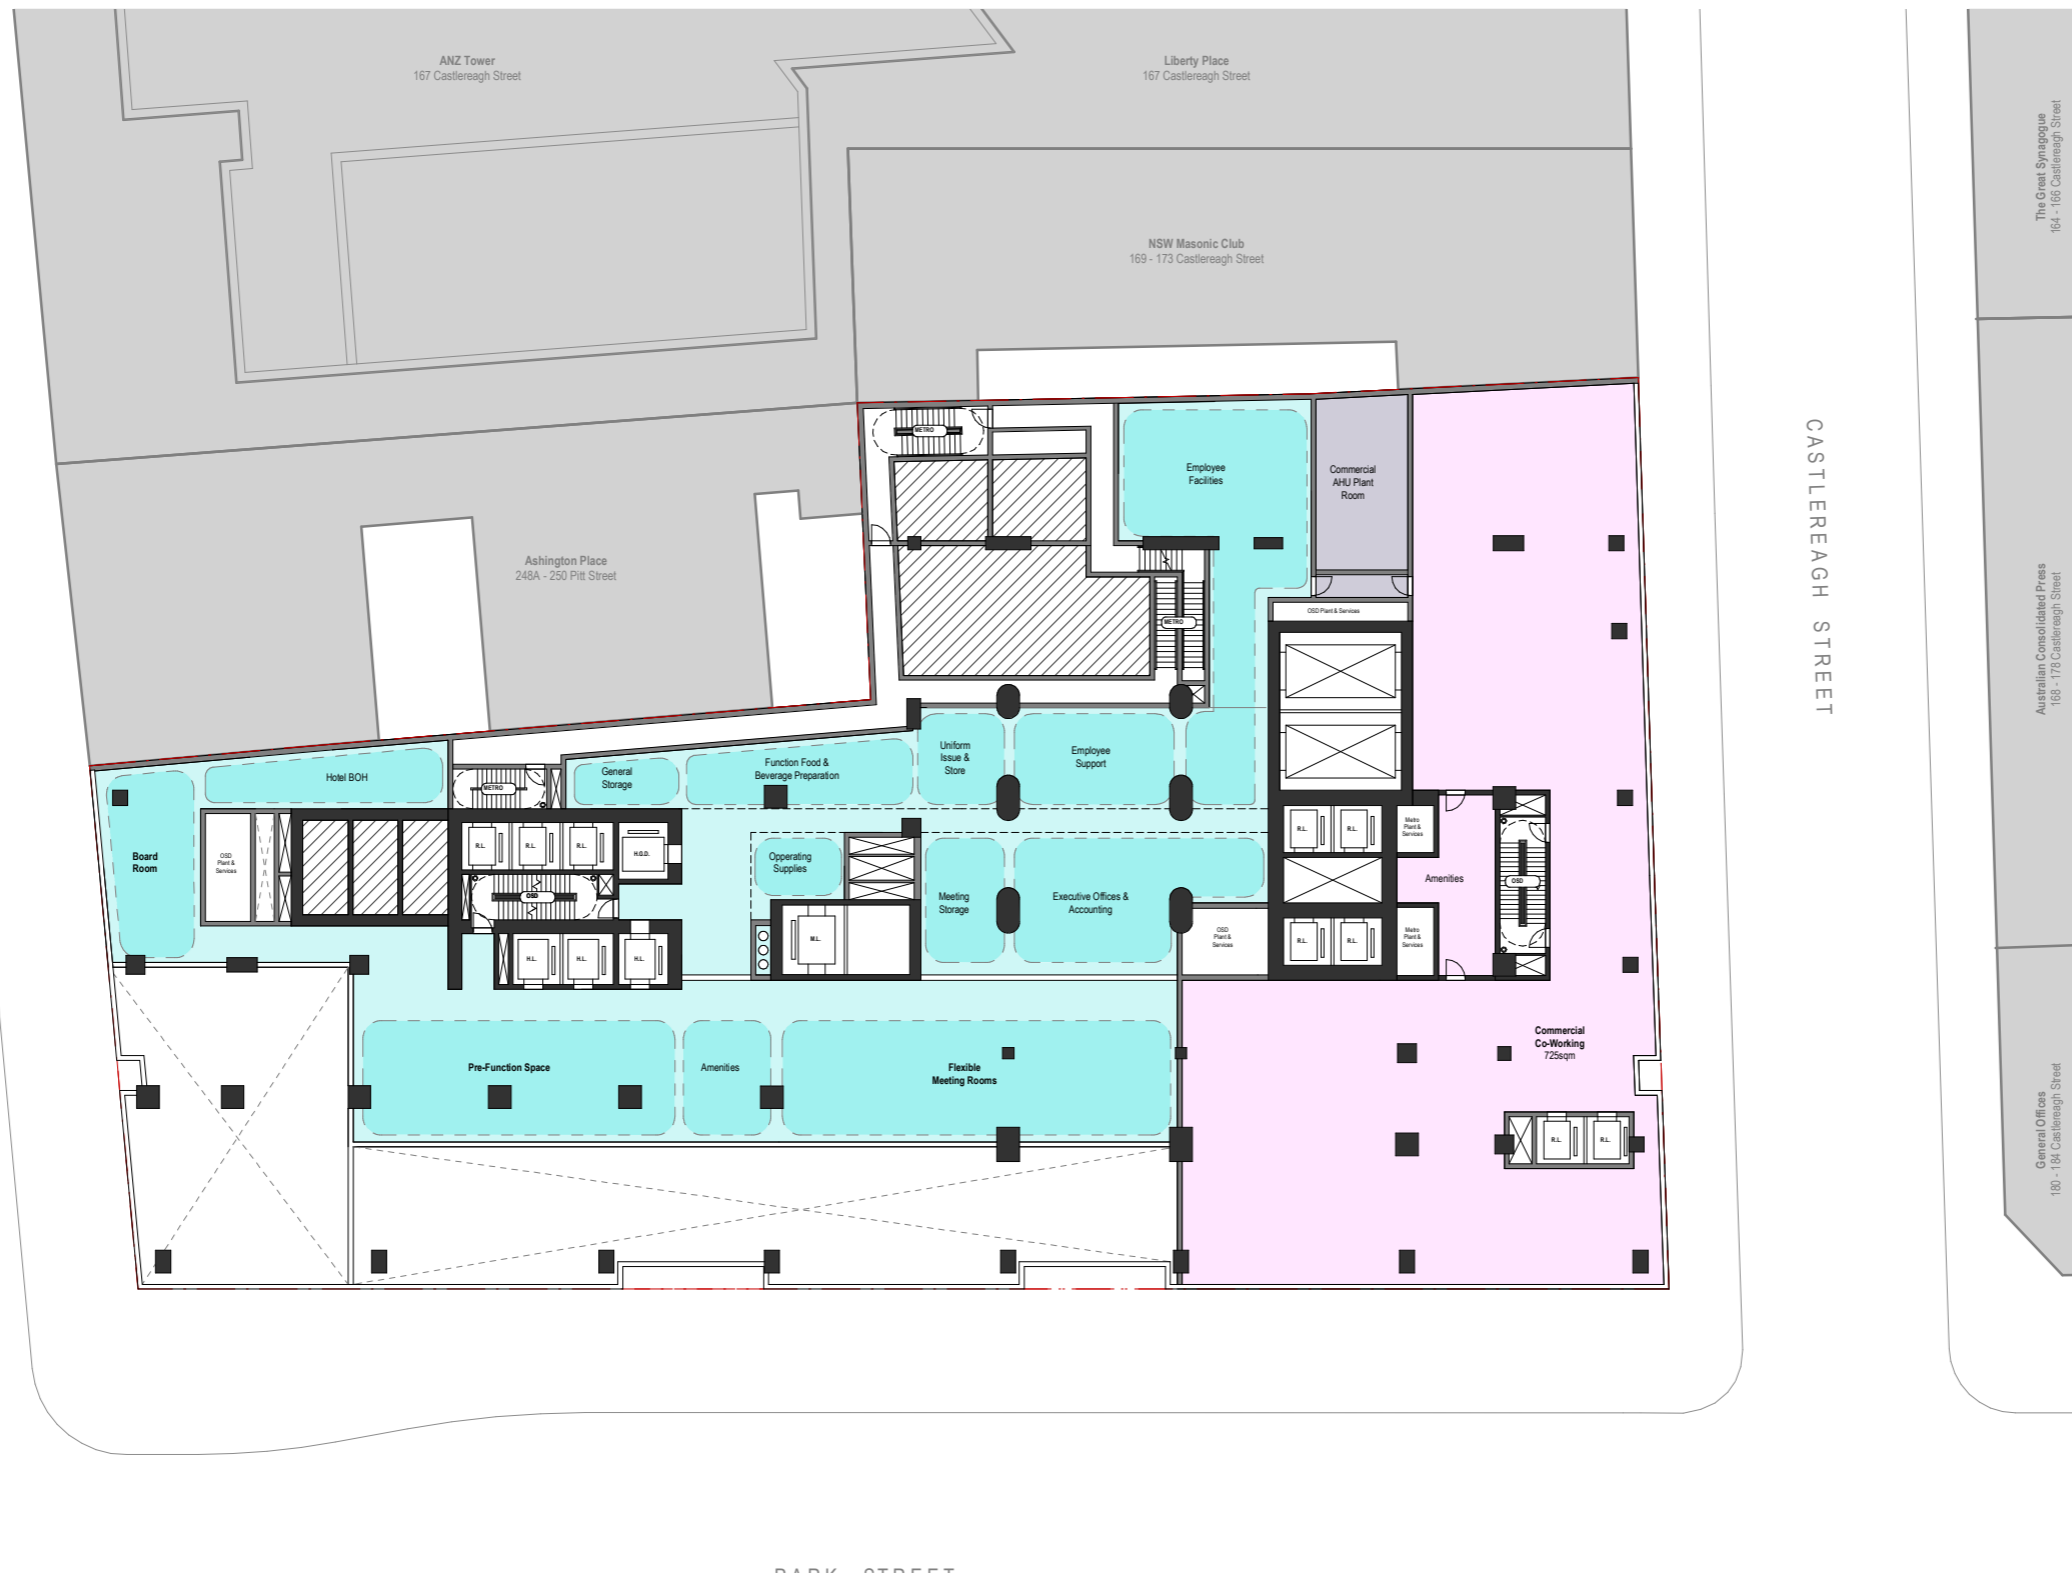 ANZ Tower
167 Castlereagh Street
Liberty Place
167 Castlereagh Street
The Great Synagogue
164 - 166 Castlereagh Street
NSW Masonic Club
169 - 173 Castlereagh Street
CASTLEREAGH STREET
METRO
Employee
Facilities
Commercial
AHU Plant
Room
Ashington Place
248A - 250 Pitt Street
Australian Consolidated Press
168 - 178 Castlereagh Street
OSD Plant & Services
METRO
Uniform
Issue &
Store
Employee
Support
Function Food &
Beverage Preparation
General
Storage
Hotel BOH
METRO
R.L.
R.L.
R.L.
H.G.D.
R.L.
R.L.
Metro
Plant &
Services
Board
Room
OSD
Plant &
Services
Opperating
Supplies
Amenities
OSD
OSD
Meeting
Storage
Executive Offices &
Accounting
OSD
Plant &
Services
Metro
Plant &
Services
M.L.
R.L.
R.L.
H.L.
H.L.
H.L.
Commercial
Co-Working
725sqm
Pre-Function Space
Amenities
Flexible
Meeting Rooms
R.L.
R.L.
General Offices
180 - 184 Castlereagh Street
PARK STREET